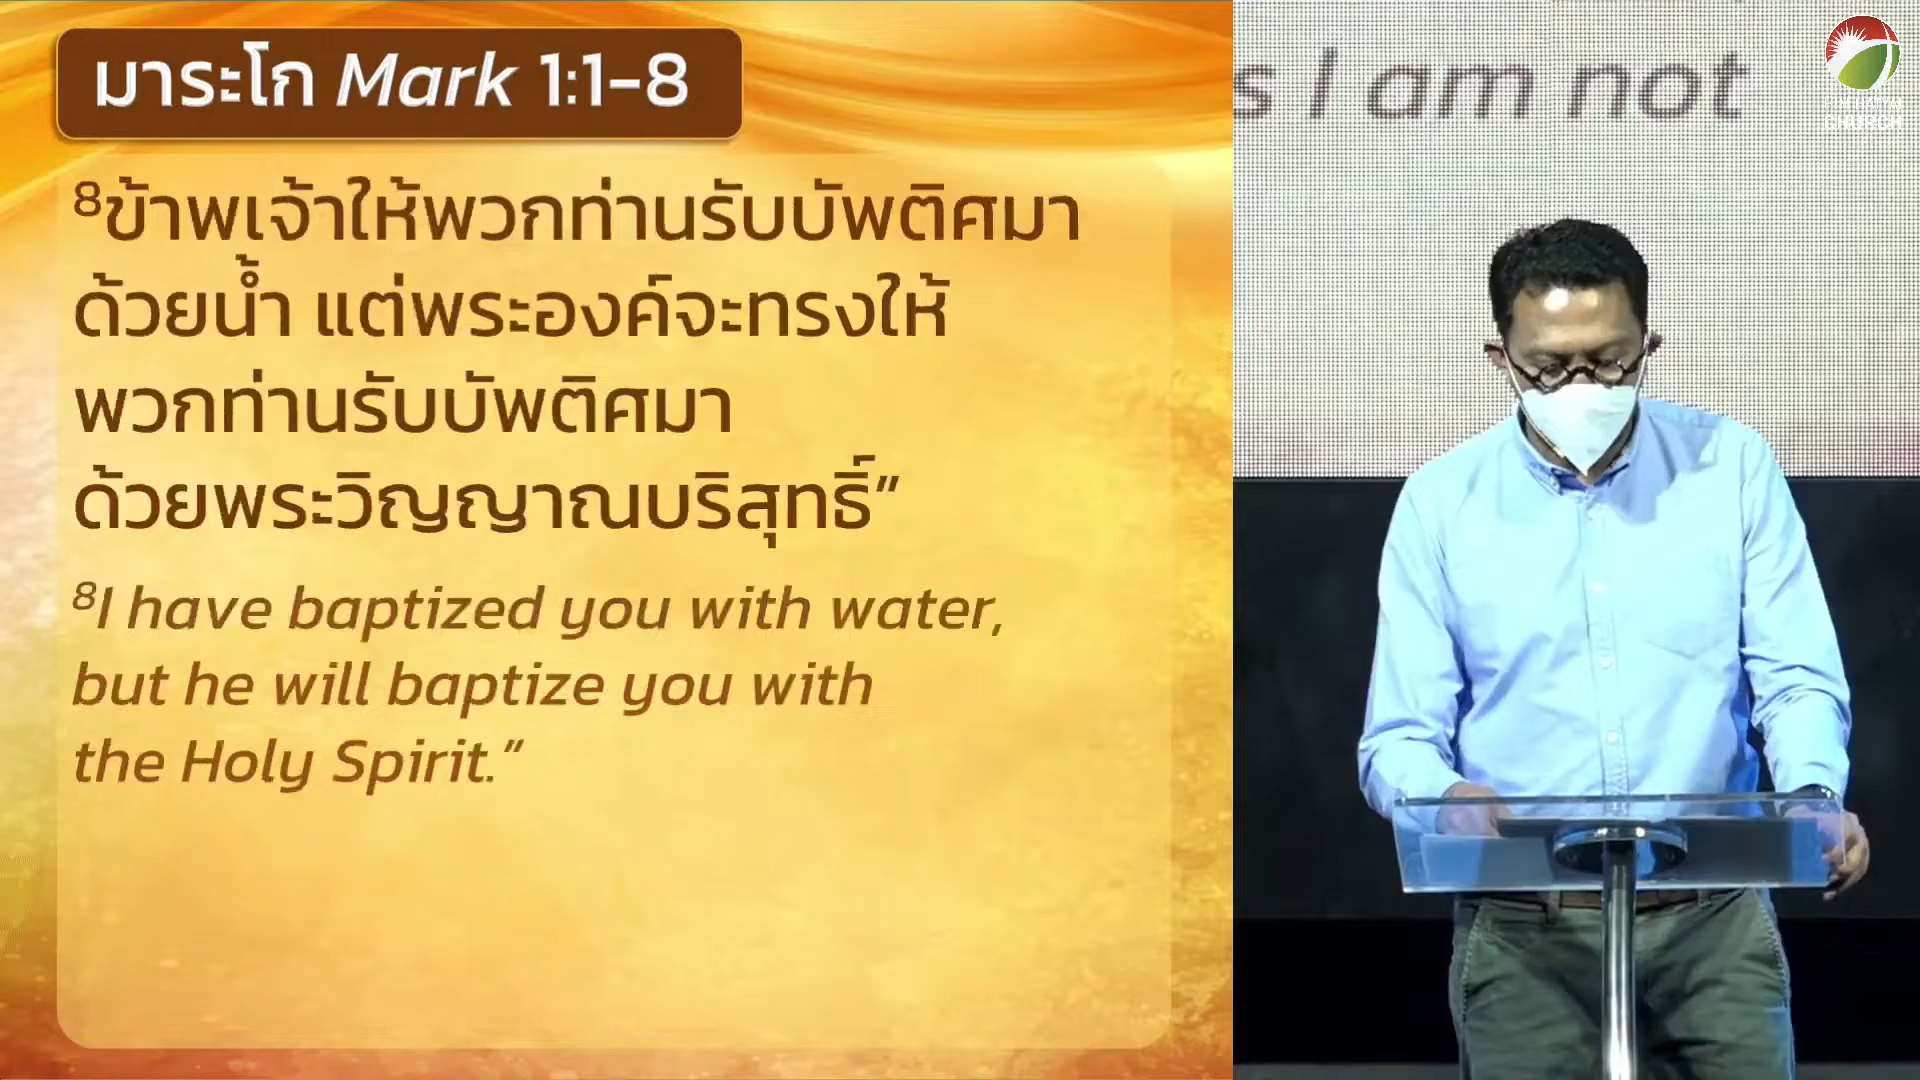 มาระโก Mark 1:1-8
8ข้าพเจ้าให้พวกท่านรับบัพติศมา
ด้วยน้ำ แต่พระองค์จะทรงให้
พวกท่านรับบัพติศมา
ด้วยพระวิญญาณบริสุทธิ์”
8I have baptized you with water,
but he will baptize you with
the Holy Spirit.”
s I am not
CHURCH